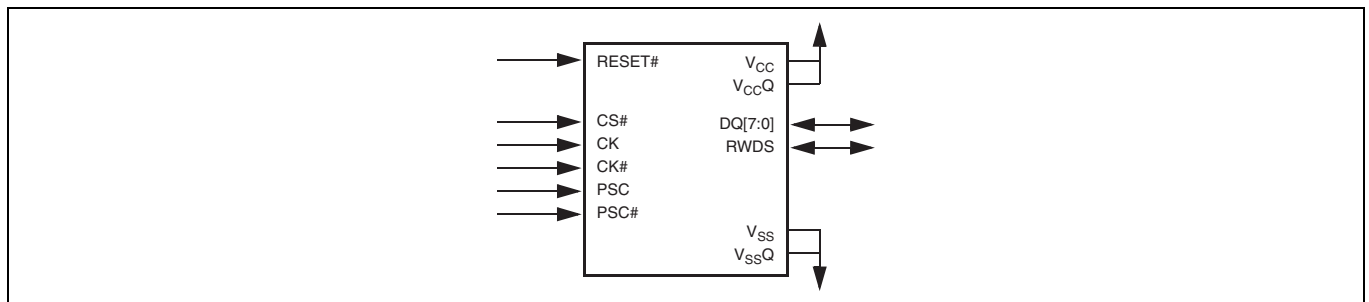 RESET#
CS#
CK
CK#
PSC
PSC#
VCC
VCCQ
DQ[7:0]
RWDS
VSS
VSSQ